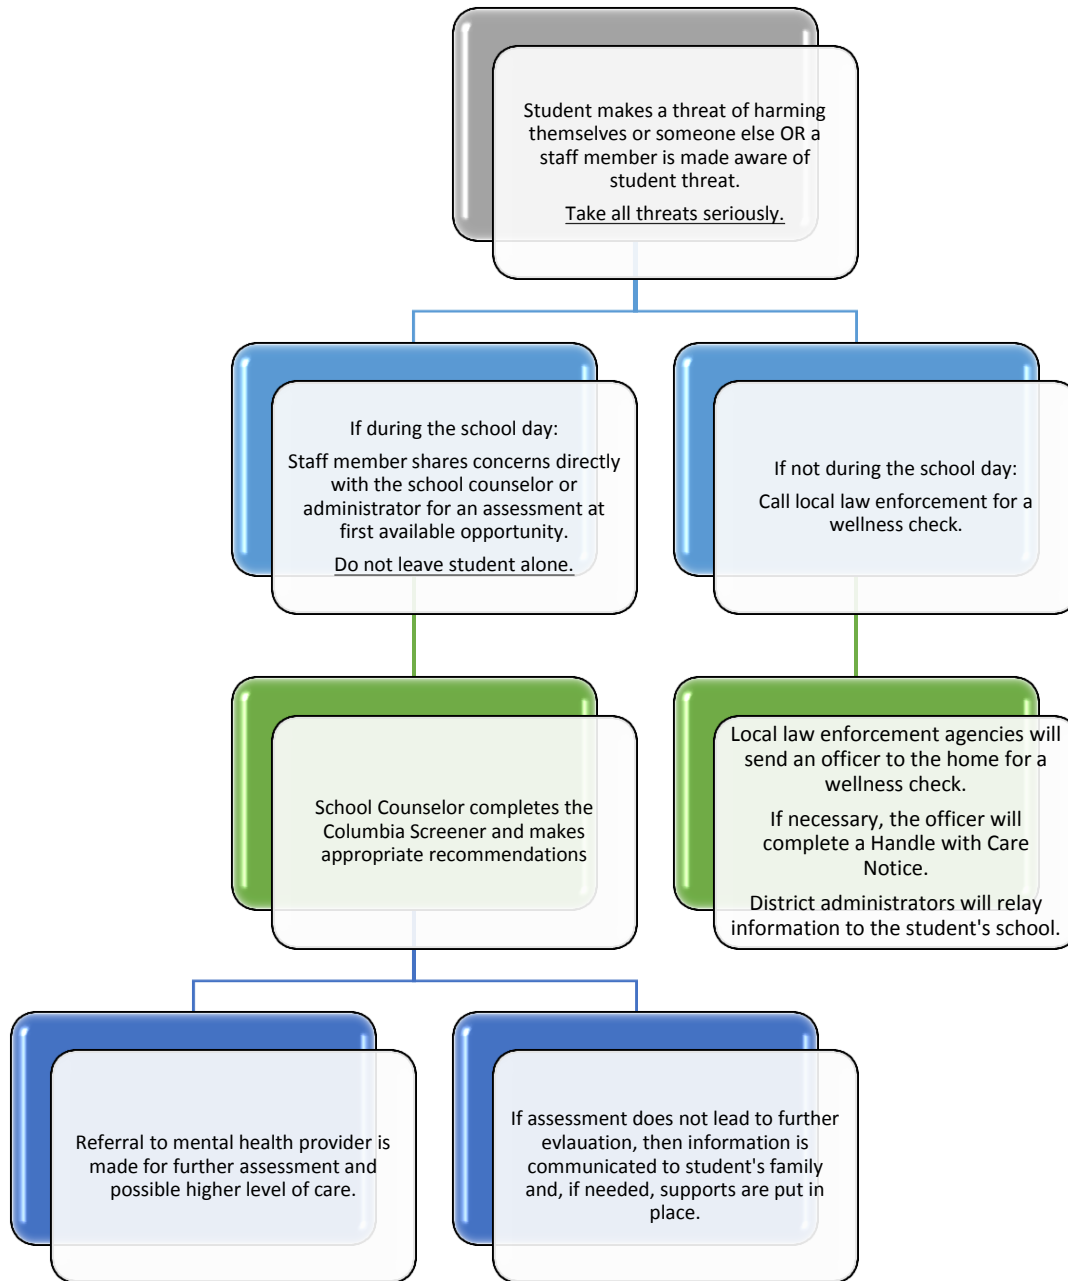 Student makes a threat of harming
themselves or someone else OR a
staff member is made aware of
student threat.
Take all threats seriously.
If during the school day:
Staff member shares concerns directly
with the school counselor or
administrator for an assessment at
first available opportunity.
Do not leave student alone.
If not during the school day:
Call local law enforcement for a
wellness check.
School Counselor completes the
Columbia Screener and makes
appropriate recommendations
Local law enforcement agencies will
send an officer to the home for a
wellness check.
If necessary, the officer will
complete a Handle with Care
Notice.
District administrators will relay
information to the student's school.
Referral to mental health provider is
made for further assessment and
possible higher level of care.
If assessment does not lead to further
evlauation, then information is
communicated to student's family
and, if needed, supports are put in
place.